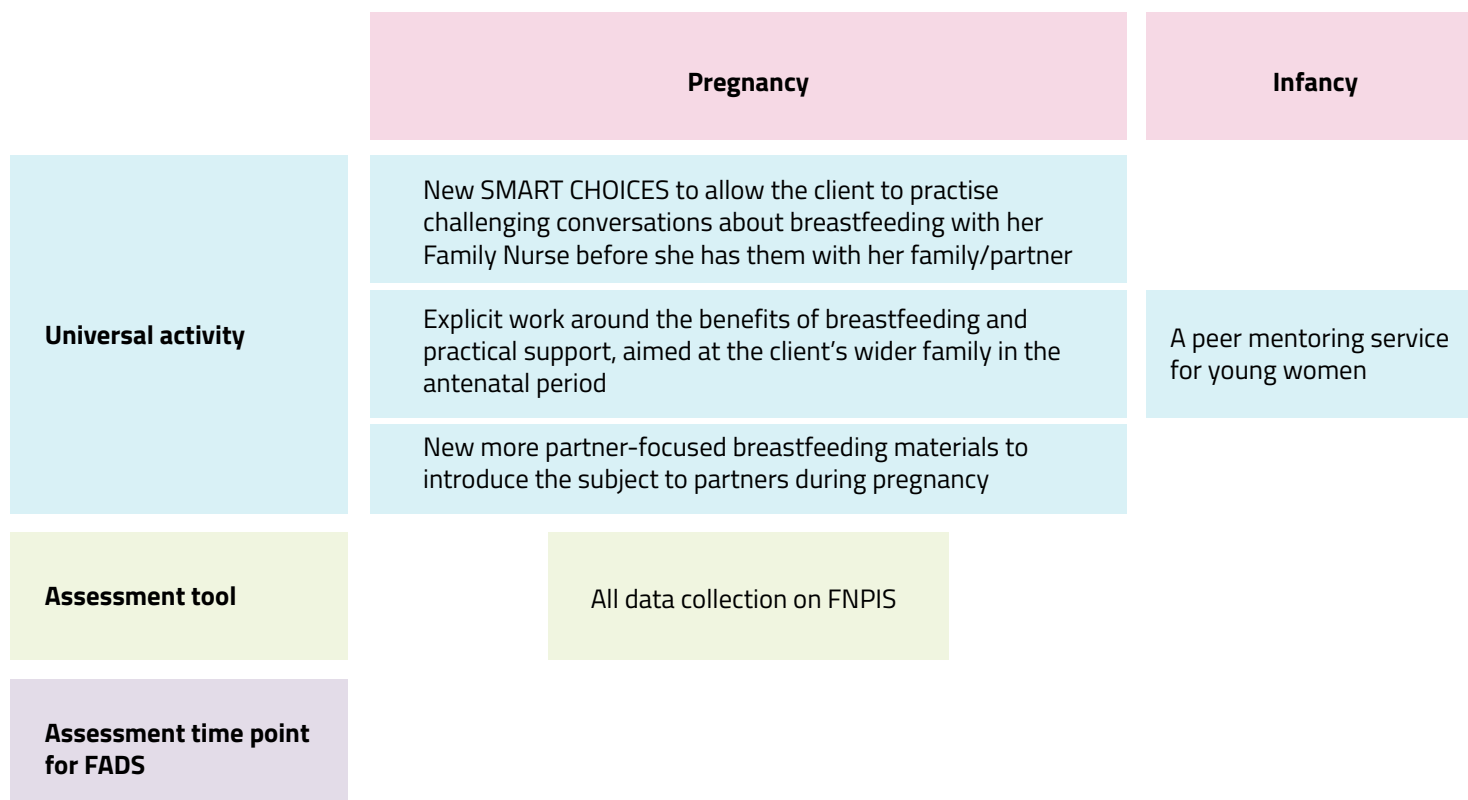 Pregnancy
Infancy
Universal activity
New SMART CHOICES to allow the client to practise
challenging conversations about breastfeeding with her
Family Nurse before she has them with her family/partner
Explicit work around the benefits of breastfeeding and
practical support, aimed at the client’s wider family in the
antenatal period
A peer mentoring service
for young women
New more partner-focused breastfeeding materials to
introduce the subject to partners during pregnancy
Assessment tool
All data collection on FNPIS
Assessment time point
for FADS